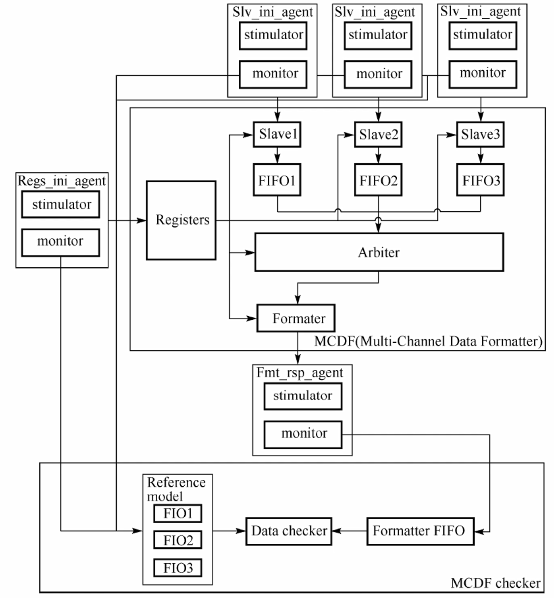 Slv_ini_agent Slv_ini_agent Slv_ini_agent
stimulator stimulator stimulator
monitor monitor monitor
Slave1 Slave2 Slave3
Regs_ini_agent
FIFO1 FIFO2 FIFO3
stimulator
Registers
monitor
Arbiter
Formater
MCDF(Multi-Channel Data Formatter)
Fmt_rsp_agent
stimulator
monitor
Reference
model
FIO1
Data checker
Formatter FIFO
FIO2
FIO3
MCDF checker